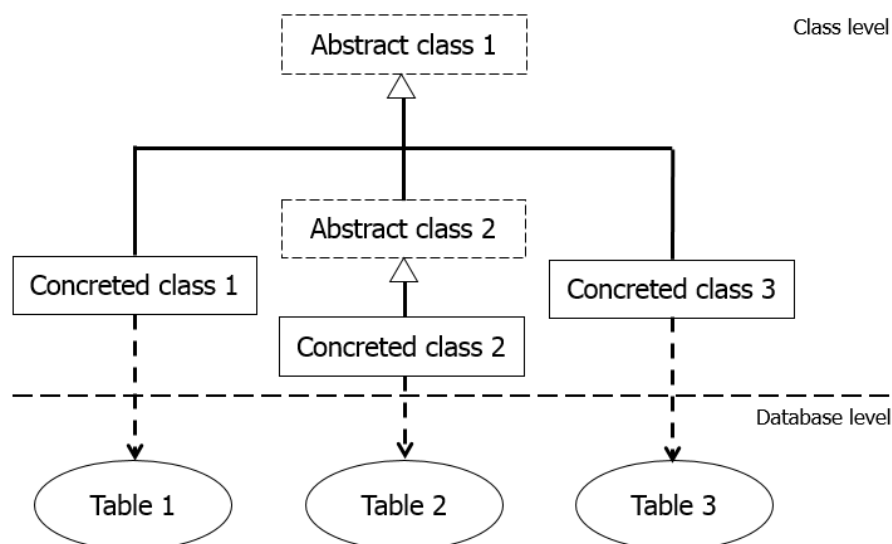 Abstract class 1
Class level
Abstract class 2
Concreted class 1
Concreted class 3
Concreted class 2
Database level
Table 1
Table 2
Table 3